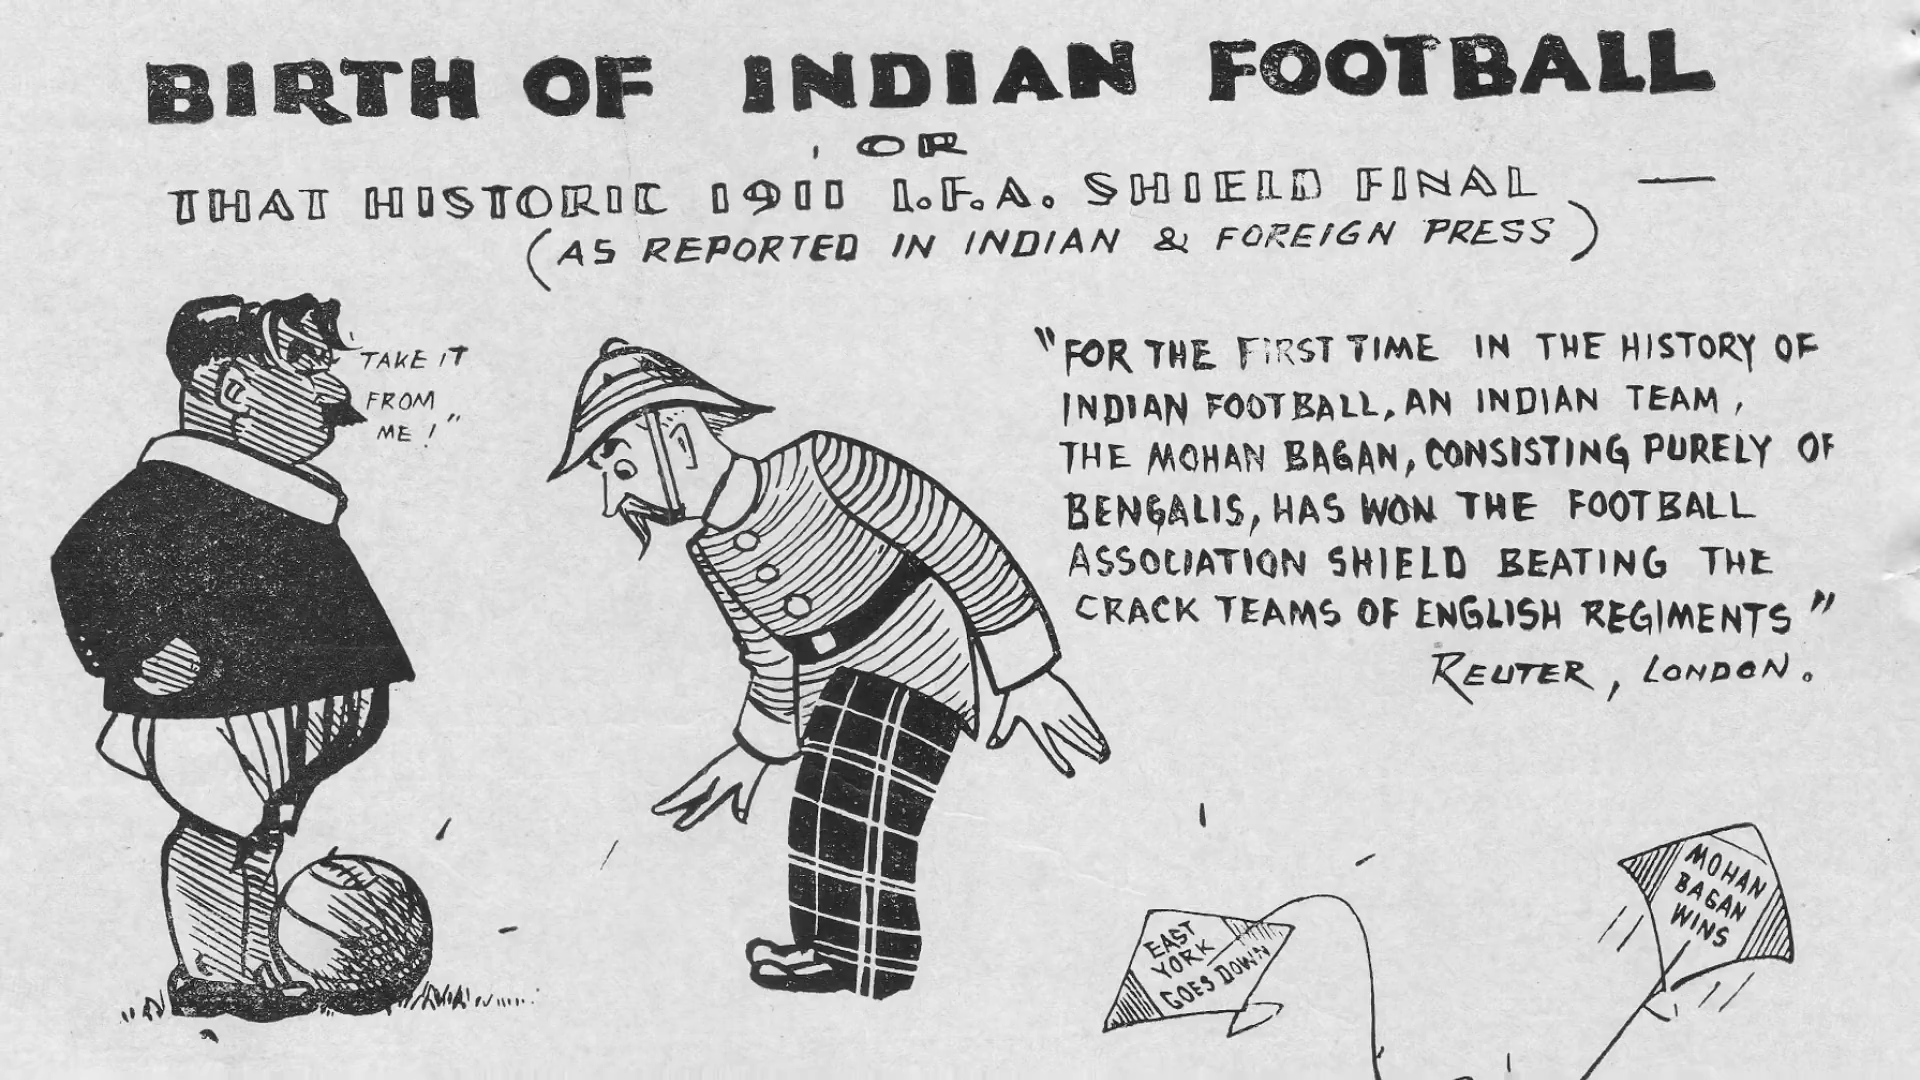 BIRTH OF INDIAN FOOTBALL
OR
THAT HISTORIC 1911 I.F.A. SHIELD FINAL —
(AS REPORTED IN INDIAN & FOREIGN PRESS)
TAKE IT
FROM
ME!"
"FOR THE FIRST TIME IN THE HISTORY OF
INDIAN FOOTBALL, AN INDIAN TEAM,
THE MOHAN BAGAN, CONSISTING PURELY OF
BENGALIS, HAS WON THE FOOTBALL
ASSOCIATION SHIELD BEATING THE
CRACK TEAMS OF ENGLISH REGIMENTS"
REUTER, LONDON.
EAST
YORK
GOES DOWN
MOHAN
BAGAN
WINS